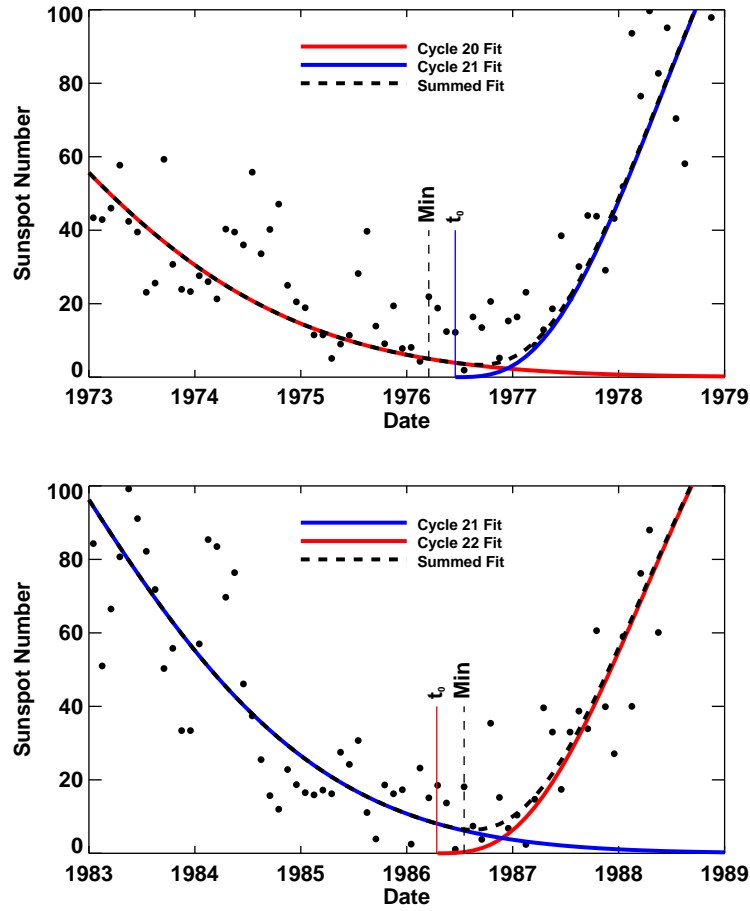 100
80
60
40
20
0
Sunspot Number
Cycle 20 Fit
Cycle 21 Fit
Summed Fit
Min
t0
1973 1974 1975 1976 1977 1978 1979
Date
100
80
60
40
20
0
Sunspot Number
Cycle 21 Fit
Cycle 22 Fit
Summed Fit
t0
Min
1983 1984 1985 1986 1987 1988 1989
Date